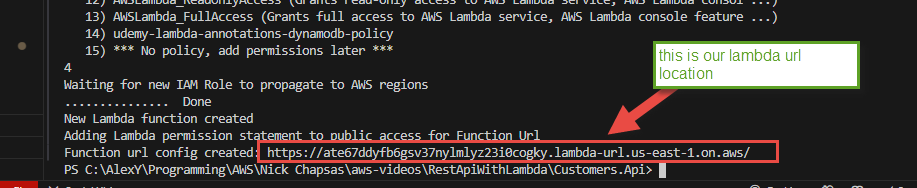 13) AWSLambda_ReadOnlyAccess (Grants read-only access to AWS Lambda service, AWS Lambda consol ...)
13) AWSLambda_FullAccess (Grants full access to AWS Lambda service, AWS Lambda console feature ...)
14) udemy-lambda-annotations-dynamodb-policy
15) *** No policy, add permissions later ***
4
Waiting for new IAM Role to propagate to AWS regions
............... Done
New Lambda function created
Adding Lambda permission statement to public access for Function Url
Function url config created: https://ate67ddyfb6gsv37nylmlyz23i0cogky.lambda-url.us-east-1.on.aws/
PS C:\AlexY\Programming\AWS\Nick Chapsas\aws-videos\RestApiWithLambda\Customers.Api>
this is our lambda url
location